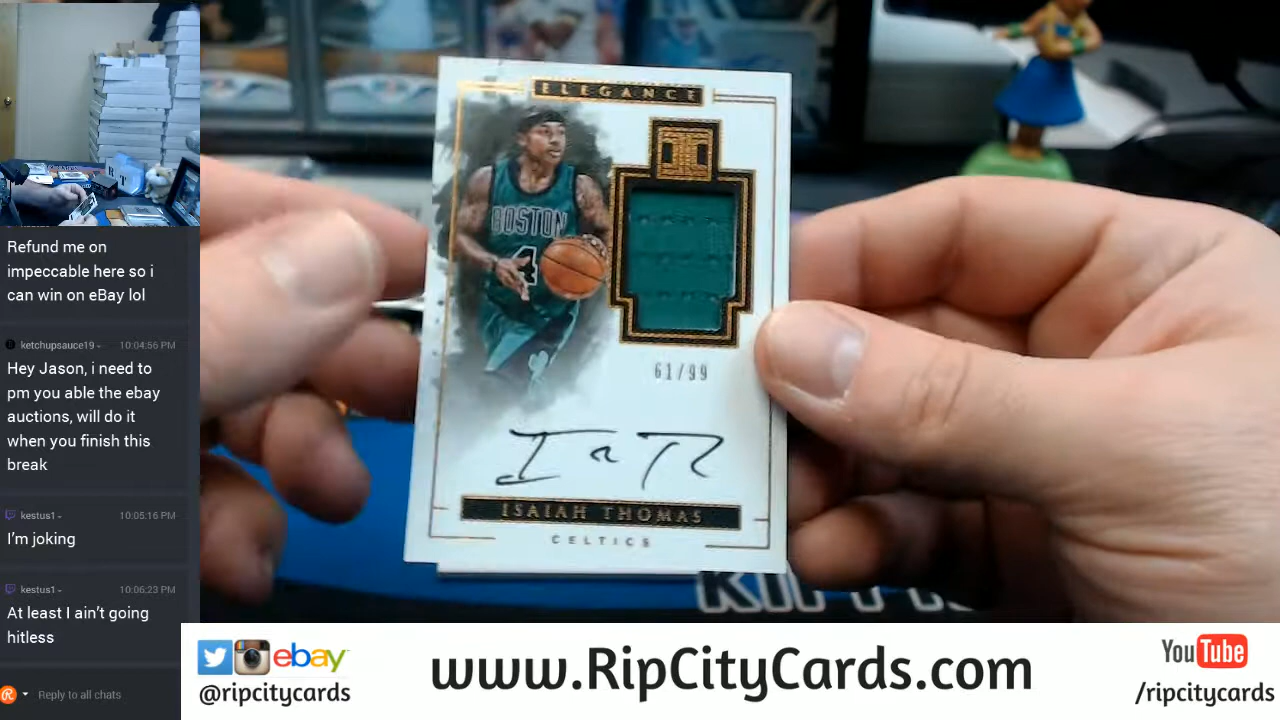 Refund me on
impeccable here so i
can win on eBay lol
ketchupsauce19 10:04:56 PM
Hey Jason, i need to
pm you able the ebay
auctions, will do it
when you finish this
break
kestus1 10:05:16 PM
I'm joking
kestus1 10:06:23 PM
At least I ain't going
hitless
Reply to all chats
ELEGANCE
BOSTON
4
61/99
ISAIAH THOMAS
CELTICS
ebay
@ripcitycards
www.RipCityCards.com
YouTube
/ripcitycards